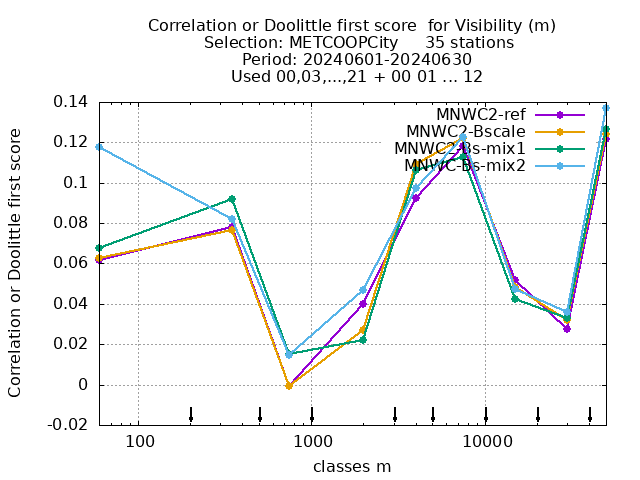 Correlation or Doolittle first score  for Visibility (m)
Selection: METCOOPCity     35 stations
Period: 20240601-20240630
Used 00,03,...,21 + 00 01 ... 12
0.14
0.12
0.1
0.08
0.06
0.04
0.02
0
-0.02
Correlation or Doolittle first score
MNWC2-ref
MNWC2-Bscale
MNWC2-Bs-mix1
MNWC-Bs-mix2
100
1000
10000
classes m